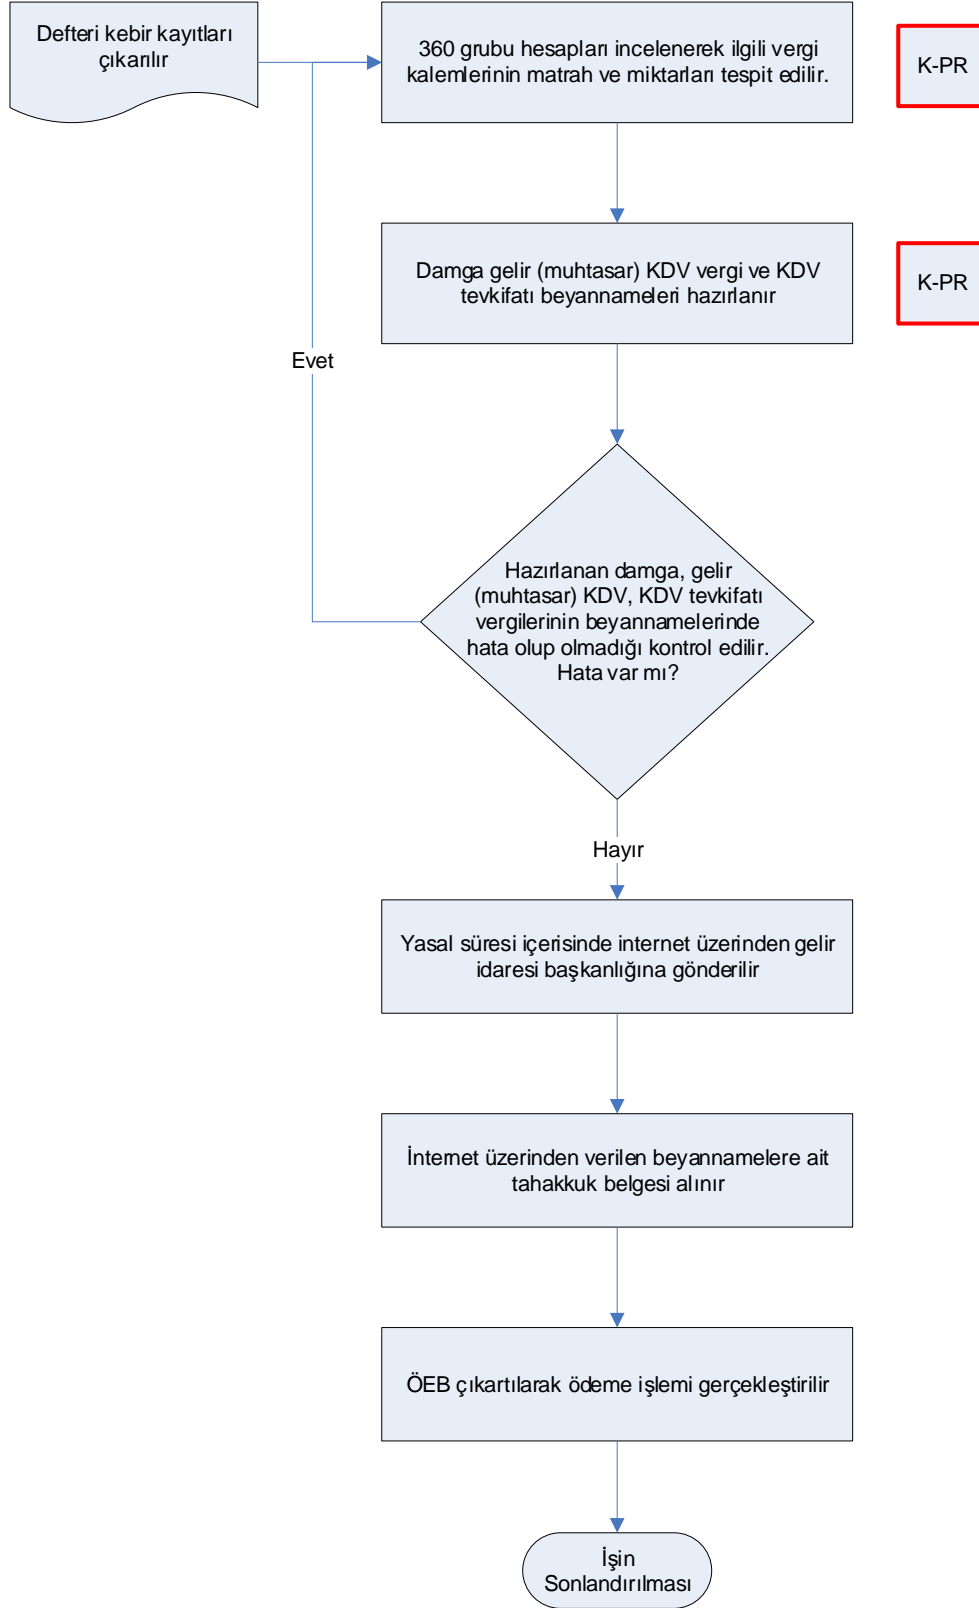 Defteri kebir kayıtları
çıkarılır
360 grubu hesapları incelenerek ilgili vergi
kalemlerinin matrah ve miktarları tespit edilir.
K-PR
Damga gelir (muhtasar) KDV vergi ve KDV
tevkifatı beyannameleri hazırlanır
K-PR
Evet
Hazırlanan damga, gelir
(muhtasar) KDV, KDV tevkifatı
vergilerinin beyannamelerinde
hata olup olmadığı kontrol edilir.
Hata var mı?
Hayır
Yasal süresi içerisinde internet üzerinden gelir
idaresi başkanlığına gönderilir
İnternet üzerinden verilen beyannamelere ait
tahakkuk belgesi alınır
ÖEB çıkartılarak ödeme işlemi gerçekleştirilir
İşin
Sonlandırılması